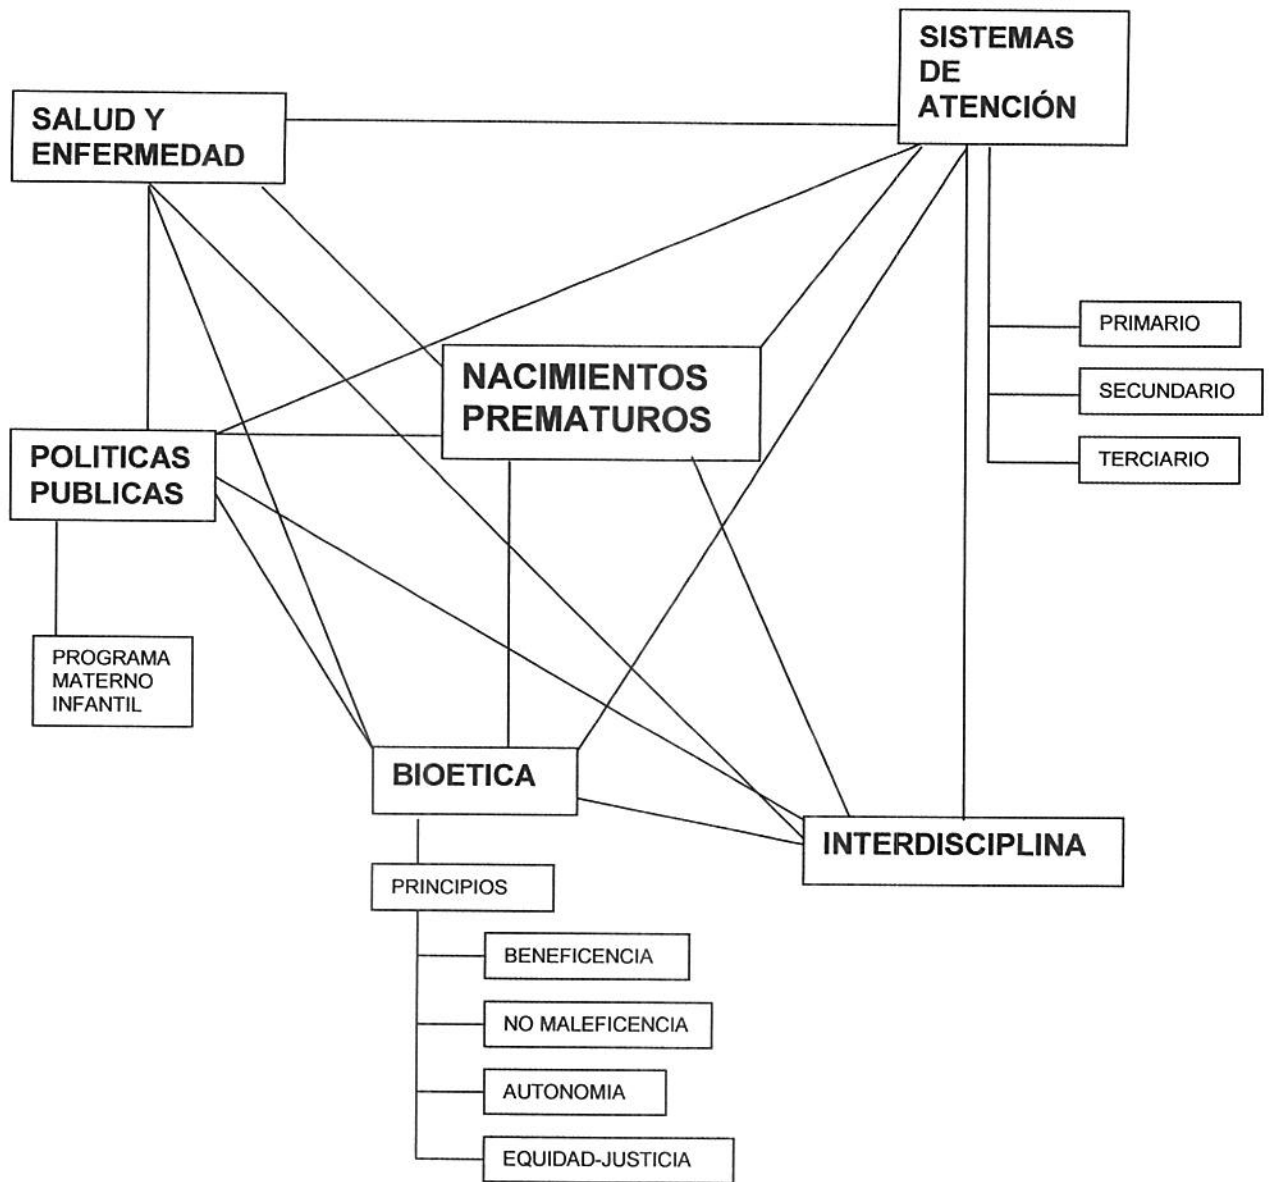 SISTEMAS
DE
ATENCIÓN
SALUD Y
ENFERMEDAD
PRIMARIO
SECUNDARIO
TERCIARIO
NACIMIENTOS
PREMATUROS
POLITICAS
PUBLICAS
PROGRAMA
MATERNO
INFANTIL
BIOETICA
INTERDISCIPLINA
PRINCIPIOS
BENEFICENCIA
NO MALEFICENCIA
AUTONOMIA
EQUIDAD-JUSTICIA